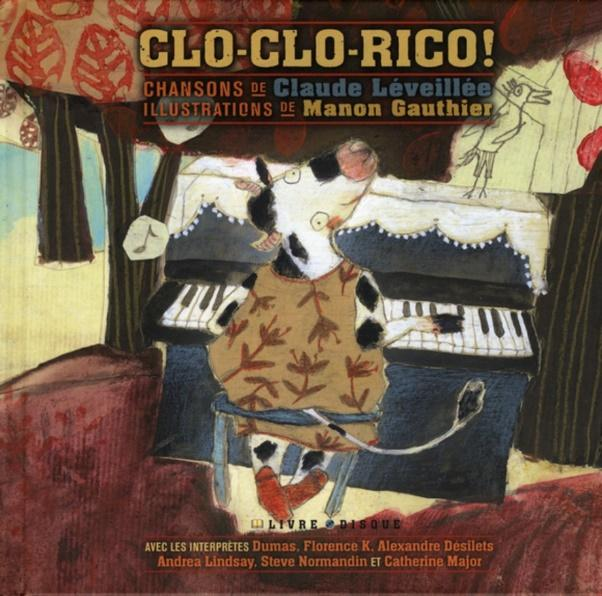 CLO-CLO-RICO!
CHANSONS DE Claude Léveillée
ILLUSTRATIONS DE Manon Gauthier
LIVRE DISQUE
AVEC LES INTERPRÈTES Dumas, Florence K, Alexandre Désilets
Andrea Lindsay, Steve Normandin ET Catherine Major